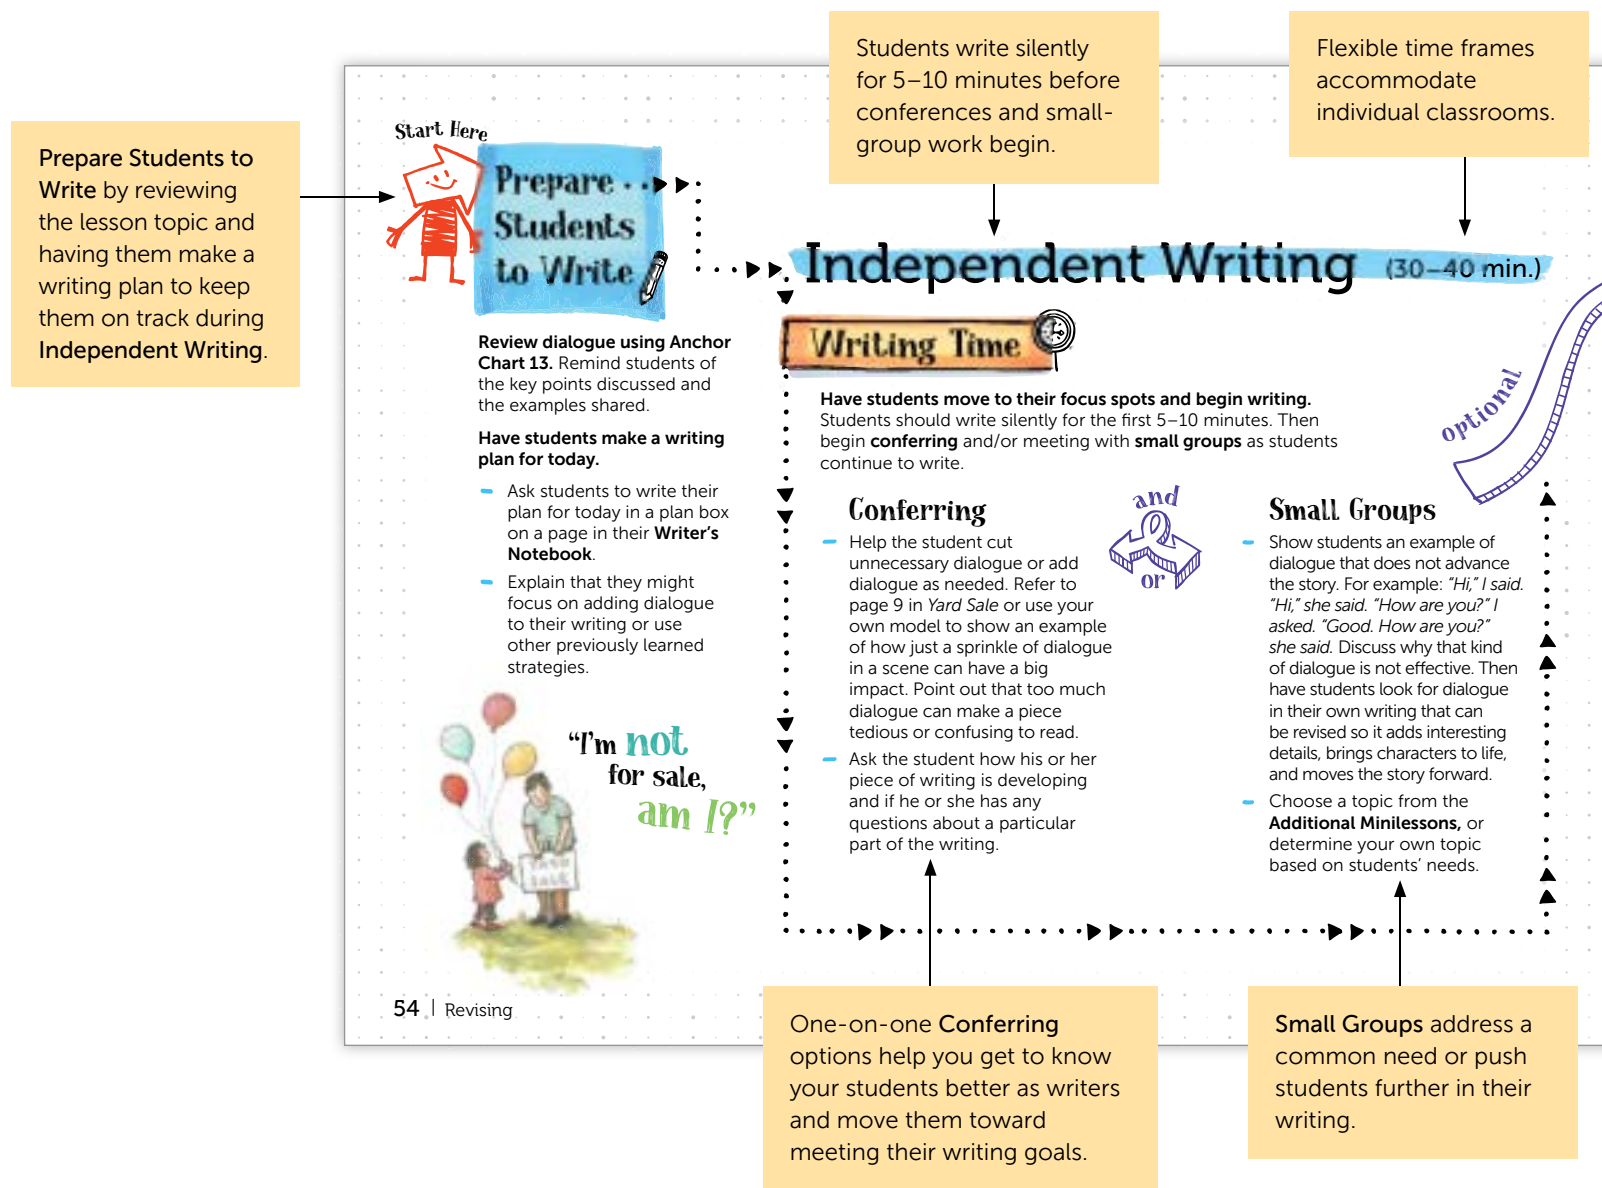 Students write silently
for 5–10 minutes before
conferences and small-
group work begin.
Flexible time frames
accommodate
individual classrooms.
Prepare Students to
Write by reviewing
the lesson topic and
having them make a
writing plan to keep
them on track during
Independent Writing.
Start Here
Prepare
Students
to Write
Review dialogue using Anchor
Chart 13. Remind students of
the key points discussed and
the examples shared.
Have students make a writing
plan for today.
Ask students to write their
plan for today in a plan box
on a page in their Writer's
Notebook.
Explain that they might
focus on adding dialogue
to their writing or use
other previously learned
strategies.
"I'm not
for sale,
am I?"
YARD
SALE
Independent Writing (30–40 min.)
Writing Time
Have students move to their focus spots and begin writing.
Students should write silently for the first 5–10 minutes. Then
begin conferring and/or meeting with small groups as students
continue to write.
optional
Conferring
Help the student cut
unnecessary dialogue or add
dialogue as needed. Refer to
page 9 in Yard Sale or use your
own model to show an example
of how just a sprinkle of dialogue
in a scene can have a big
impact. Point out that too much
dialogue can make a piece
tedious or confusing to read.
Ask the student how his or her
piece of writing is developing
and if he or she has any
questions about a particular
part of the writing.
and
or
Small Groups
Show students an example of
dialogue that does not advance
the story. For example: "Hi," I said.
"Hi," she said. "How are you?" I
asked. "Good. How are you?"
she said. Discuss why that kind
of dialogue is not effective. Then
have students look for dialogue
in their own writing that can
be revised so it adds interesting
details, brings characters to life,
and moves the story forward.
Choose a topic from the
Additional Minilessons, or
determine your own topic
based on students' needs.
54 | Revising
One-on-one Conferring
options help you get to know
your students better as writers
and move them toward
meeting their writing goals.
Small Groups address a
common need or push
students further in their
writing.